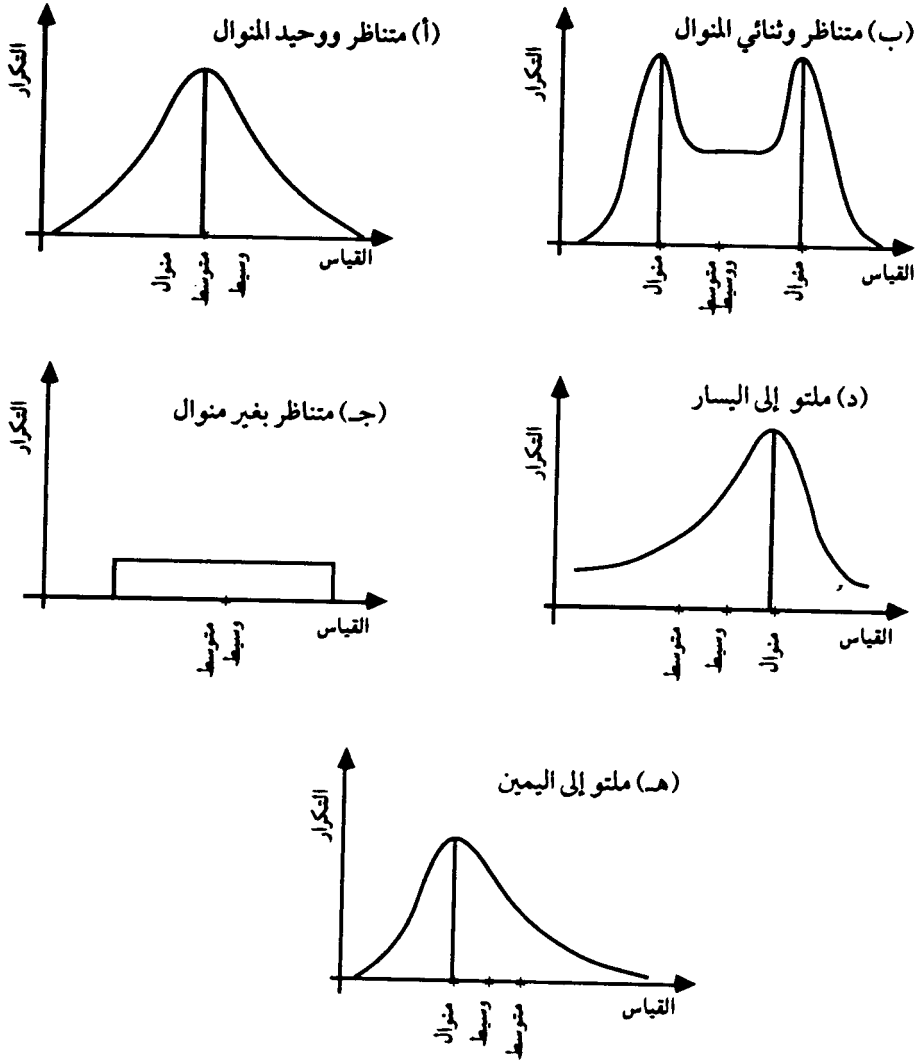 (أ) متناظر ووحيد المنوال
التكرار
القياس
منوال
متوسط
وسيط
(ب) متناظر وثنائي المنوال
التكرار
القياس
منوال
متوسط
ووسيط
منوال
(جـ) متناظر بغير منوال
التكرار
القياس
متوسط
وسيط
(د) ملتو إلى اليسار
التكرار
القياس
متوسط
وسيط
منوال
(هـ) ملتو إلى اليمين
التكرار
القياس
منوال
وسيط
متوسط